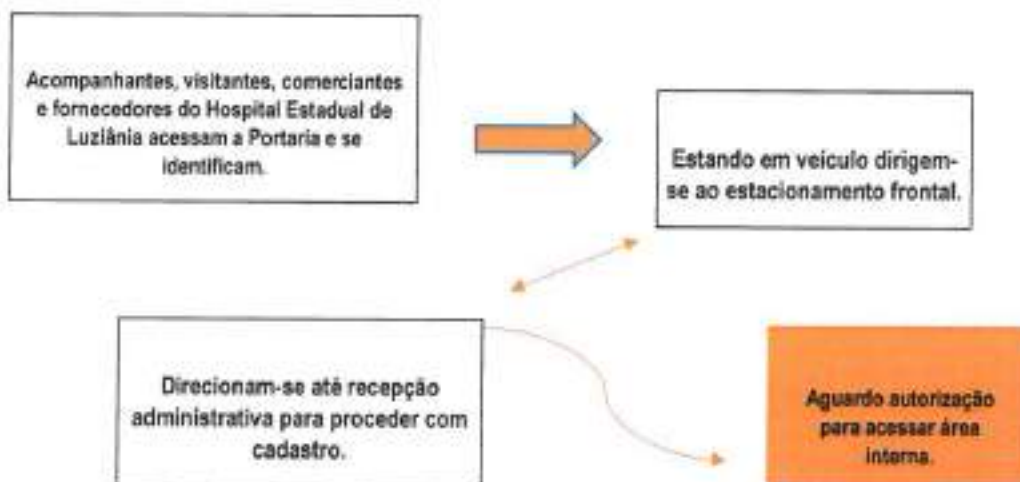 Acompanhantes, visitantes, comerciantes
e fornecedores do Hospital Estadual de
Luziânia acessam a Portaria e se
identificam.
Estando em veículo dirigem-
se ao estacionamento frontal.
Direcionam-se até recepção
administrativa para proceder com
cadastro.
Aguardo autorização
para acessar área
interna.